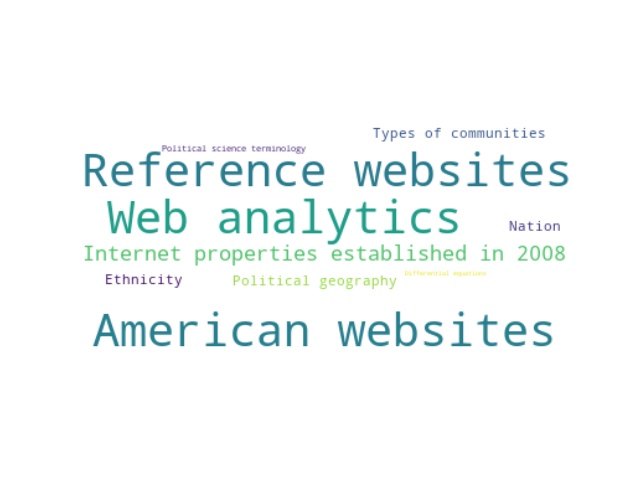 Types of communities
Political science terminology
Reference websites
Web analytics
Nation
Internet properties established in 2008
Differential equations
Ethnicity
Political geography
American websites